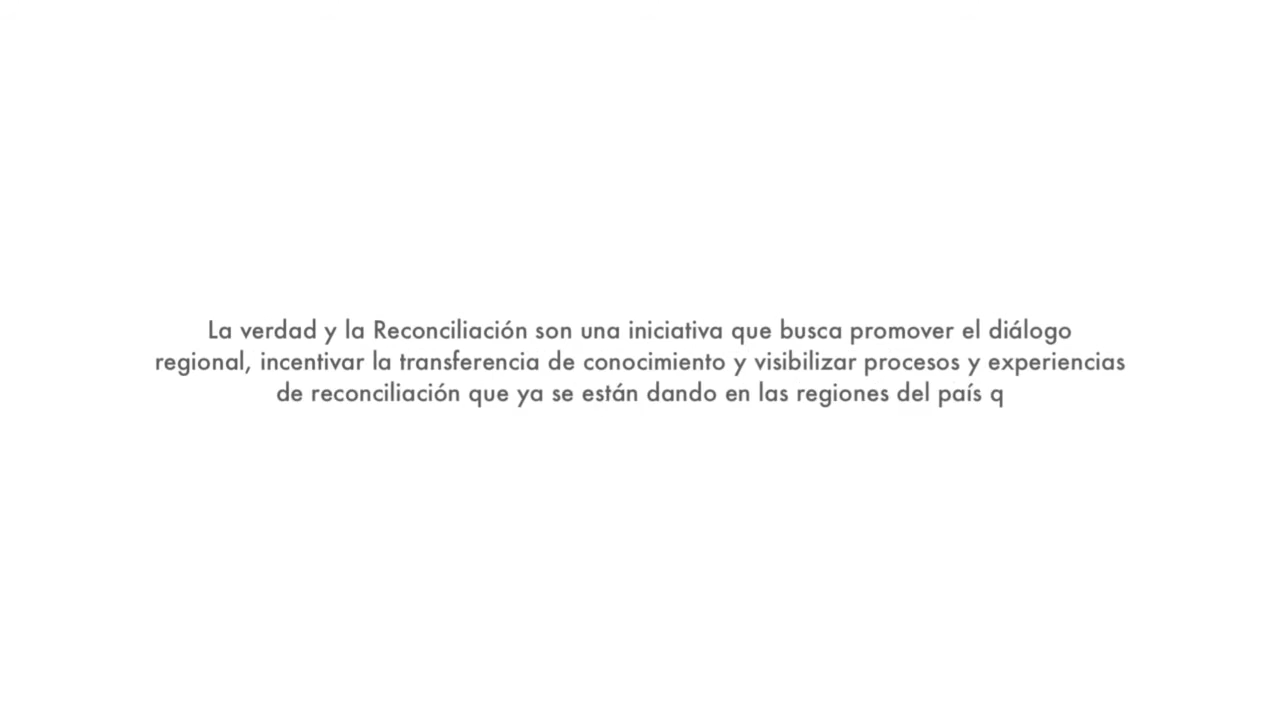 La verdad y la Reconciliación son una iniciativa que busca promover el diálogo
regional, incentivar la transferencia de conocimiento y visibilizar procesos y experiencias
de reconciliación que ya se están dando en las regiones del país q